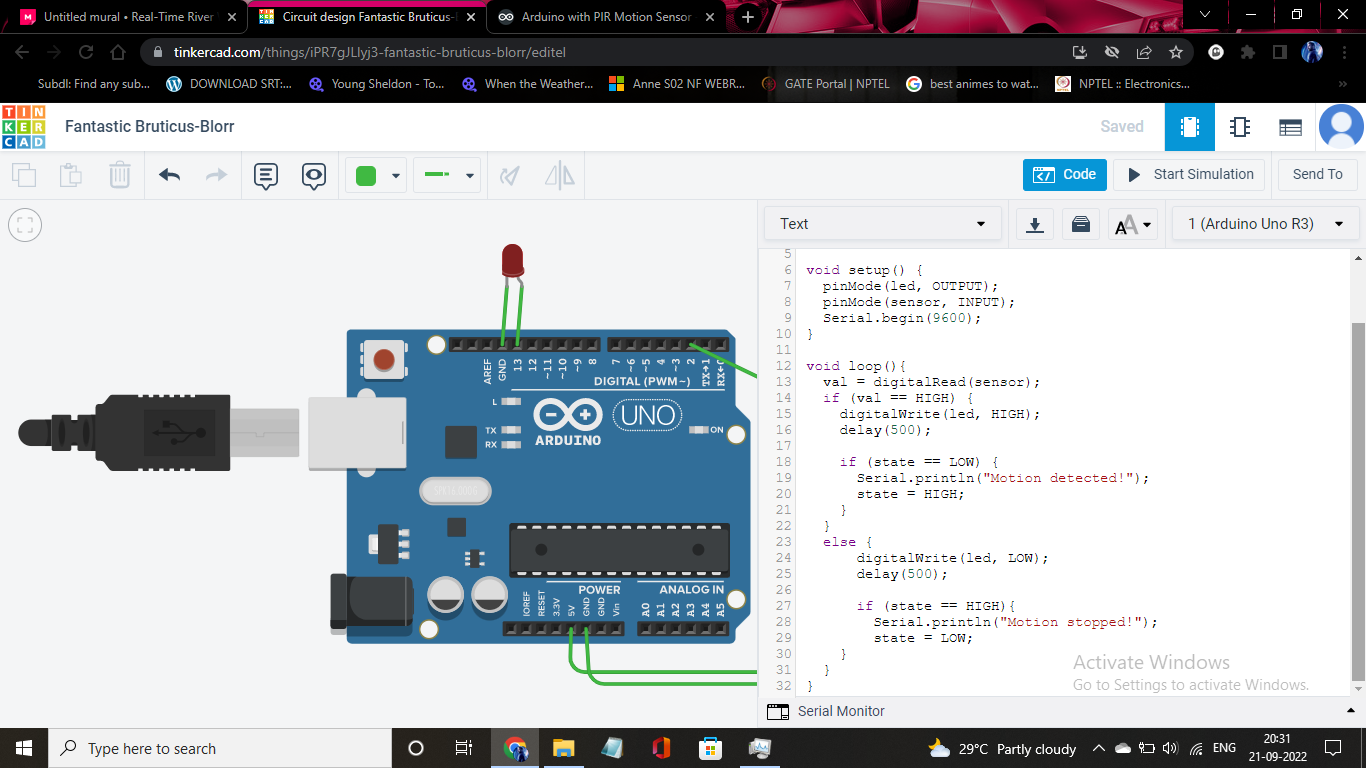 Untitled mural • Real-Time River
Circuit design Fantastic Bruticus-
Arduino with PIR Motion Sensor
tinkercad.com/things/iPR7gJLlyj3-fantastic-bruticus-blorr/editel
Subdl: Find any sub...
DOWNLOAD SRT:...
Young Sheldon - To...
When the Weather...
Anne S02 NF WEBR...
GATE Portal | NPTEL
best animes to wat...
NPTEL :: Electronics...
TIN
KER
CAD
Fantastic Bruticus-Blorr
Saved
Code
Start Simulation
Send To
Text
1 (Arduino Uno R3)
5
6 void setup() {
7 pinMode(led, OUTPUT);
8 pinMode(sensor, INPUT);
9 Serial.begin(9600);
10 }
11
12 void loop(){
13 val = digitalRead(sensor);
14 if (val == HIGH) {
15 digitalWrite(led, HIGH);
16 delay(500);
17
18 if (state == LOW) {
19 Serial.println("Motion detected!");
20 state = HIGH;
21 }
22 }
23 else {
24 digitalWrite(led, LOW);
25 delay(500);
26
27 if (state == HIGH){
28 Serial.println("Motion stopped!");
29 state = LOW;
30 }
31 }
32 }
AREF
GND
13
12
~11
~10
~9
8
7
~6
~5
4
~3
2
TX→1
RX←0
DIGITAL (PWM~)
L
TX
RX
ARDUINO
UNO
ON
POWER
ANALOG IN
IOREF
RESET
3.3V
5V
GND
GND
Vin
A0
A1
A2
A3
A4
A5
Activate Windows
Go to Settings to activate Windows.
Serial Monitor
Type here to search
29°C Partly cloudy
ENG
20:31
21-09-2022